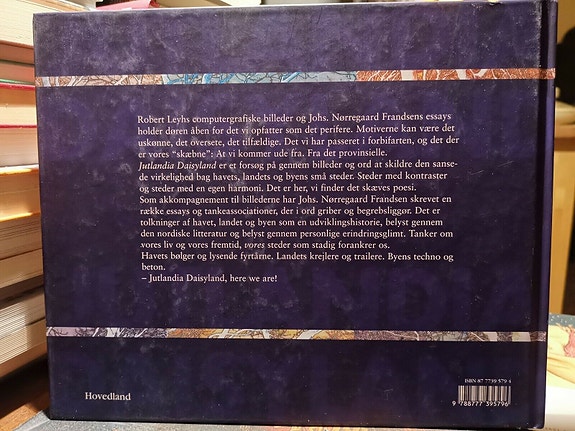 Robert Leyhs computergrafiske billeder og Johs. Nørregaard Frandsens essays
holder døren åben for det vi opfatter som det perifere. Motiverne kan være det
uskønne, det oversete, det tilfældige. Det vi har passeret i forbifarten, og det der
er vores “skæbne”: At vi kommer ude fra. Fra det provinsielle.
Jutlandia Daisyland er et forsøg på gennem billeder og ord at skildre den sanse-
de virkelighed bag havets, landets og byens små steder. Steder med kontraster
og steder med en egen harmoni. Det er her, vi finder det skæves poesi.
Som akkompagnement til billederne har Johs. Nørregaard Frandsen skrevet en
række essays og tankeassociationer, der i ord griber og begrebsliggør. Det er
tolkninger af havet, landet og byen som en udviklingshistorie, belyst gennem
den nordiske litteratur og belyst gennem personlige erindringsglimt. Tanker om
vores liv og vores fremtid, vores steder som stadig forankrer os.
Havets bølger og lysende fyrtårne. Landets krejlere og trailere. Byens techno og
beton.
– Jutlandia Daisyland, here we are!
ISBN 87 7739 579 4
9 788777 395796
Hovedland